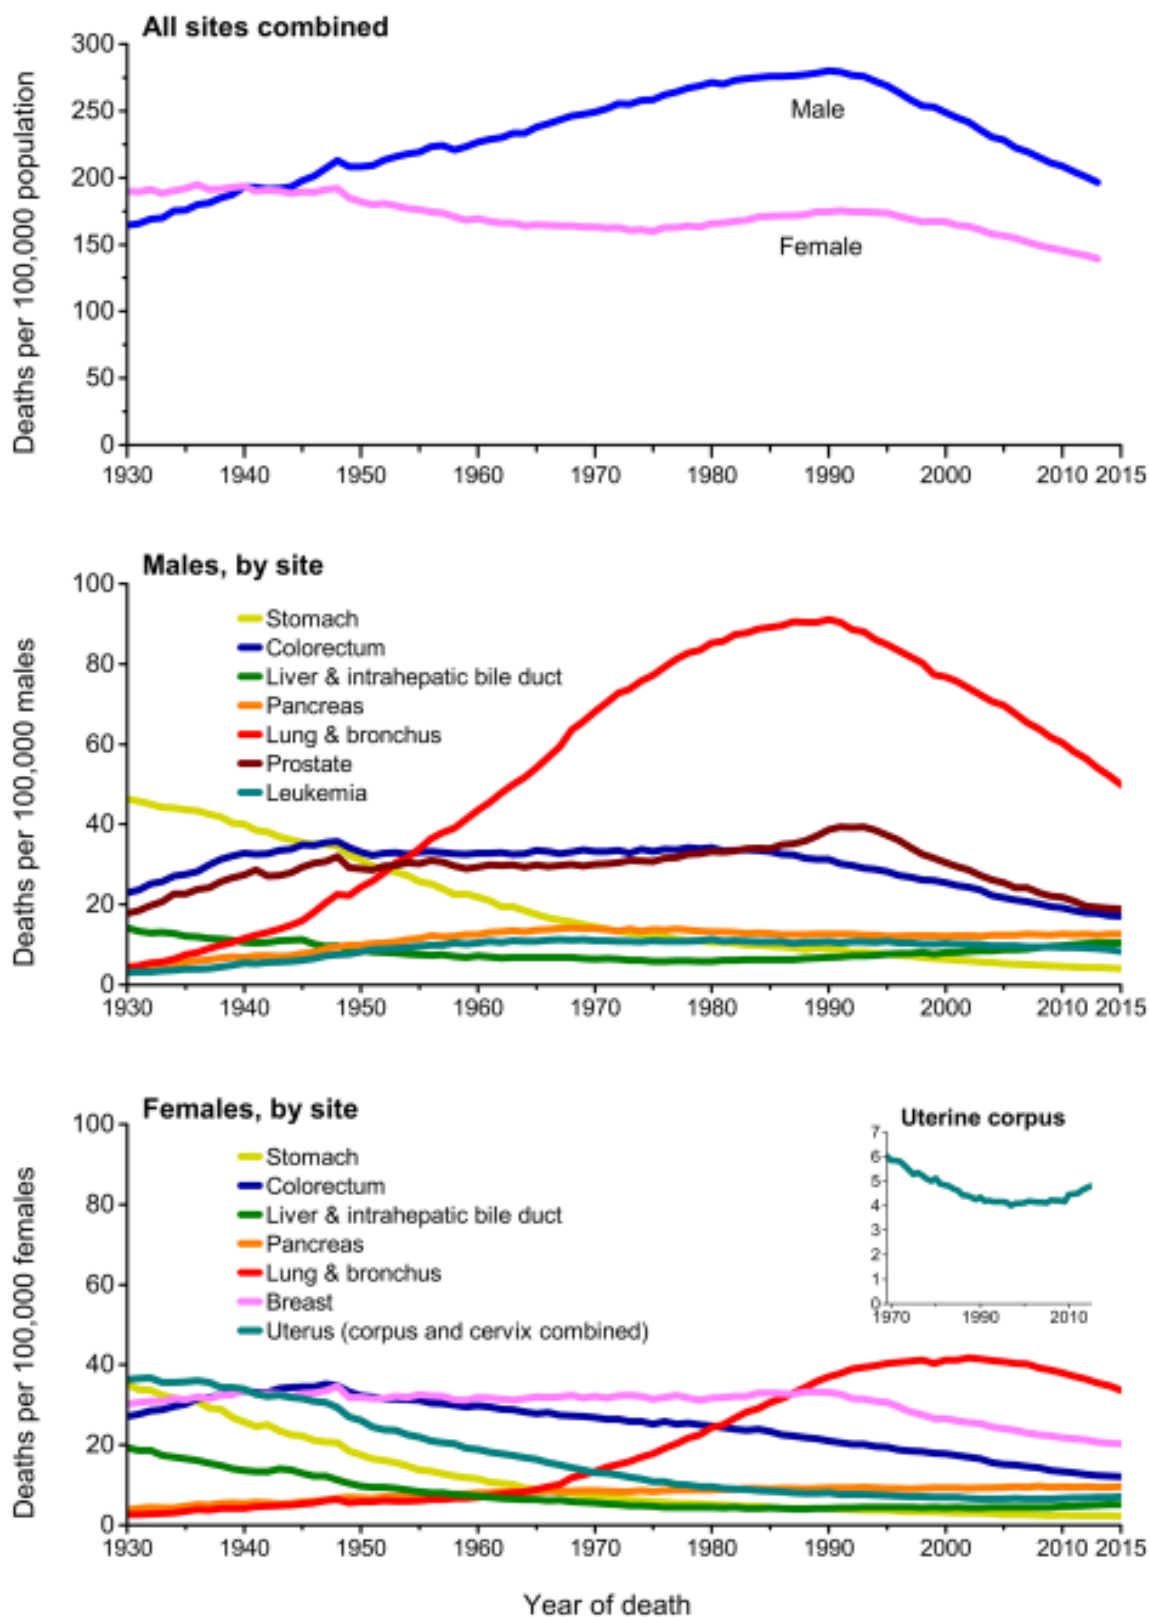 All sites combined
Deaths per 100,000 population
300
250
200
150
100
50
0
Male
Female
1930 1940 1950 1960 1970 1980 1990 2000 2010 2015
Males, by site
Deaths per 100,000 males
100
80
60
40
20
0
Stomach
Colorectum
Liver & intrahepatic bile duct
Pancreas
Lung & bronchus
Prostate
Leukemia
1930 1940 1950 1960 1970 1980 1990 2000 2010 2015
Females, by site
Deaths per 100,000 females
100
80
60
40
20
0
Stomach
Colorectum
Liver & intrahepatic bile duct
Pancreas
Lung & bronchus
Breast
Uterus (corpus and cervix combined)
Uterine corpus
7
6
5
4
3
2
1
0
1970 1990 2010
1930 1940 1950 1960 1970 1980 1990 2000 2010 2015
Year of death